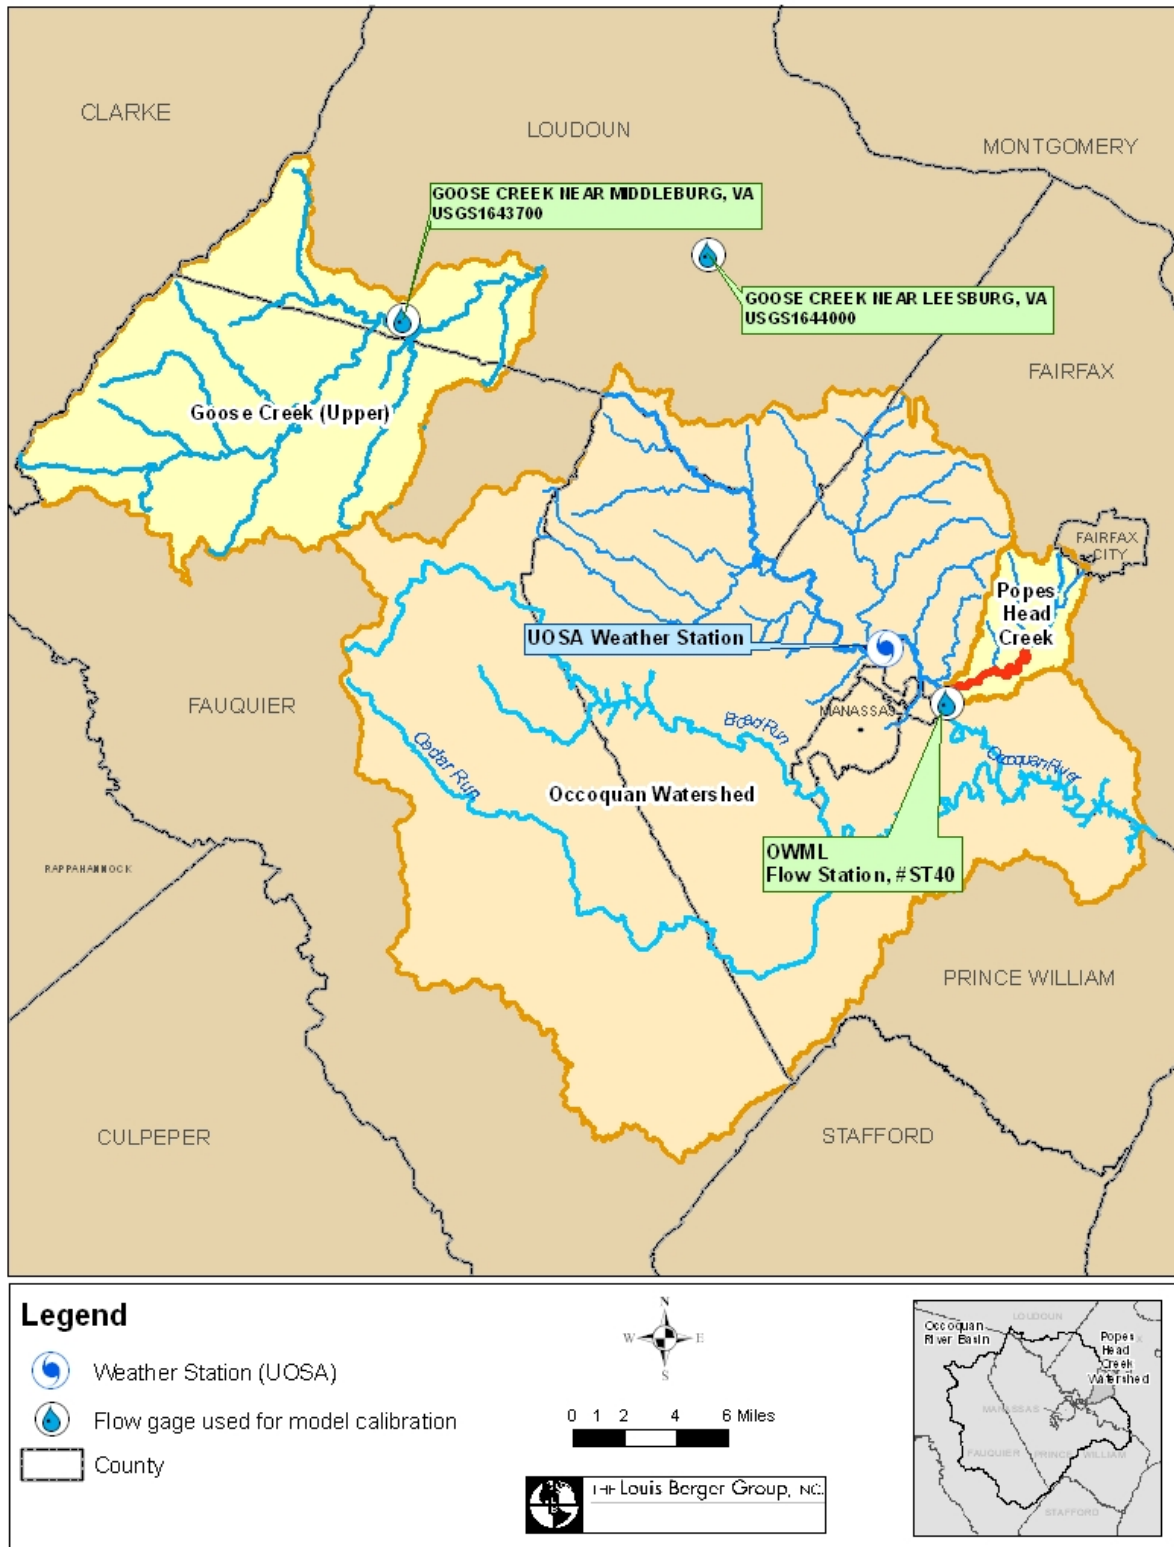 CLARKE
LOUDOUN
MONTGOMERY
GOOSE CREEK NEAR MIDDLEBURG, VA
USGS1643700
GOOSE CREEK NEAR LEESBURG, VA
USGS1644000
FAIRFAX
Goose Creek (Upper)
FAIRFAX
CITY
Popes
Head
Creek
UOSA Weather Station
FAUQUIER
MANASSAS
Broad Run
Cedar Run
Occoquan River
Occoquan Watershed
OWML
Flow Station, #ST40
RAPPAHANNOCK
PRINCE WILLIAM
CULPEPER
STAFFORD
Legend
Weather Station (UOSA)
Flow gage used for model calibration
County
N
W E
S
0 1 2 4 6 Miles
THE Louis Berger Group, INC.
LOUDOUN
Occoquan
River Basin
Popes
Head
Creek
Watershed
MANASSAS
FAUQUIER
PRINCE WILLIAM
STAFFORD